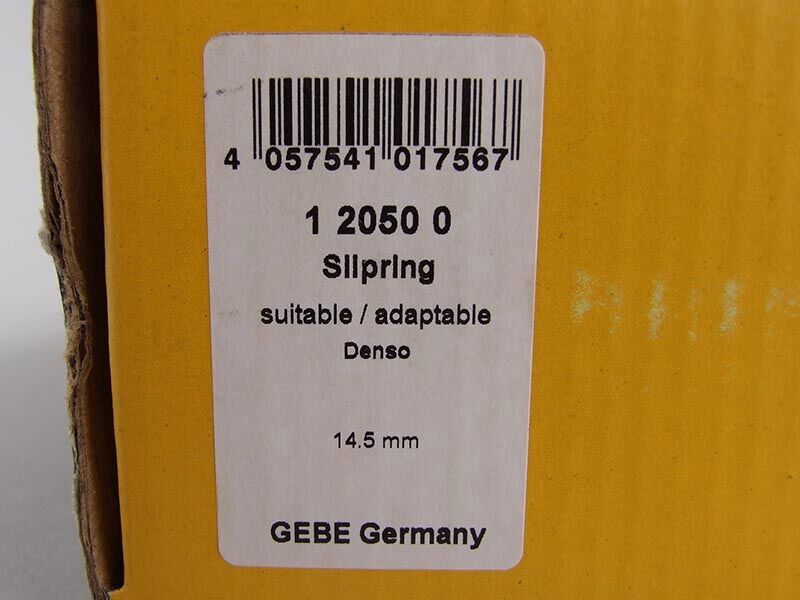 4 057541 017567
1 2050 0
Slipring
suitable / adaptable
Denso
14.5 mm
GEBE Germany